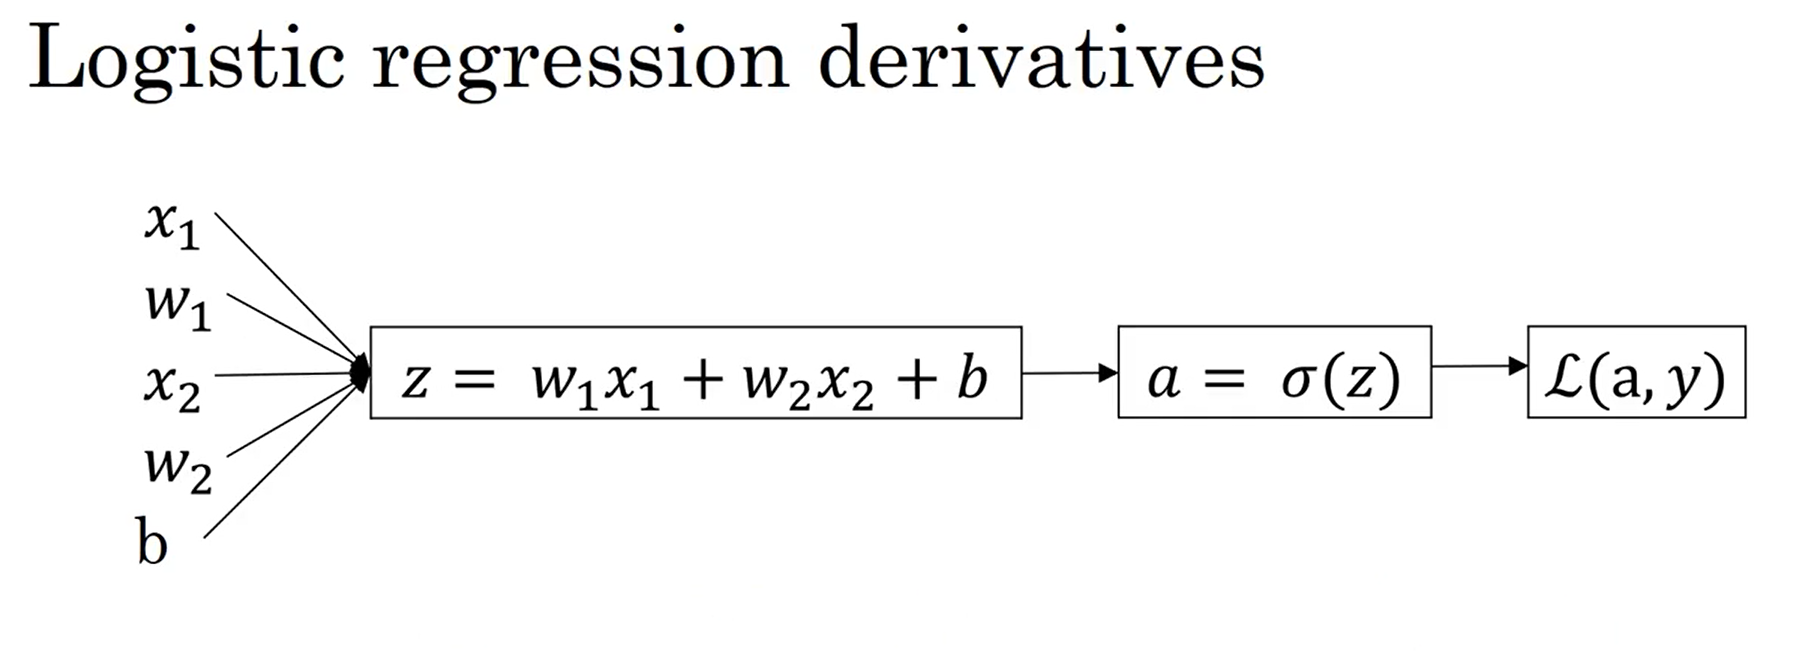 Logistic regression derivatives
x₁
w₁
x₂
w₂
b
z = w₁x₁ + w₂x₂ + b
a = σ(z)
ℒ(a, y)